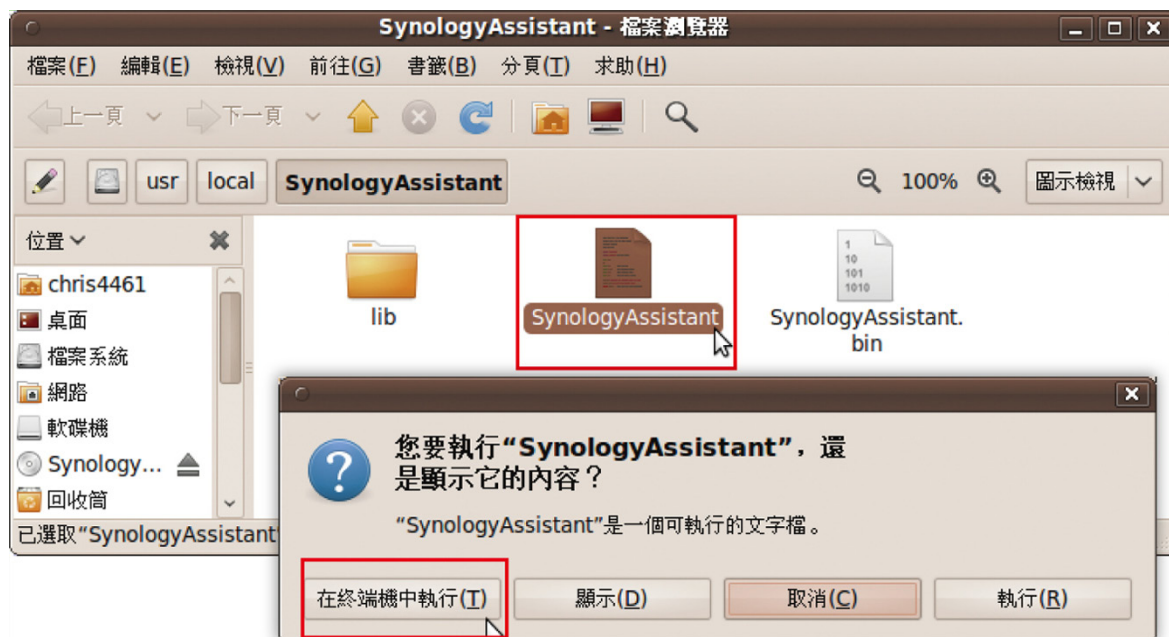 SynologyAssistant - 檔案瀏覽器
檔案(F) 編輯(E) 檢視(V) 前往(G) 書籤(B) 分頁(T) 求助(H)
上一頁 下一頁
usr local SynologyAssistant 100% 圖示檢視
位置
chris4461
桌面
檔案系統
網路
軟碟機
Synology...
回收筒
lib
SynologyAssistant
1
10
101
1010
SynologyAssistant.
bin
已選取“SynologyAssistant”
您要執行“SynologyAssistant”，還
是顯示它的內容？
“SynologyAssistant”是一個可執行的文字檔。
在終端機中執行(T) 顯示(D) 取消(C) 執行(R)